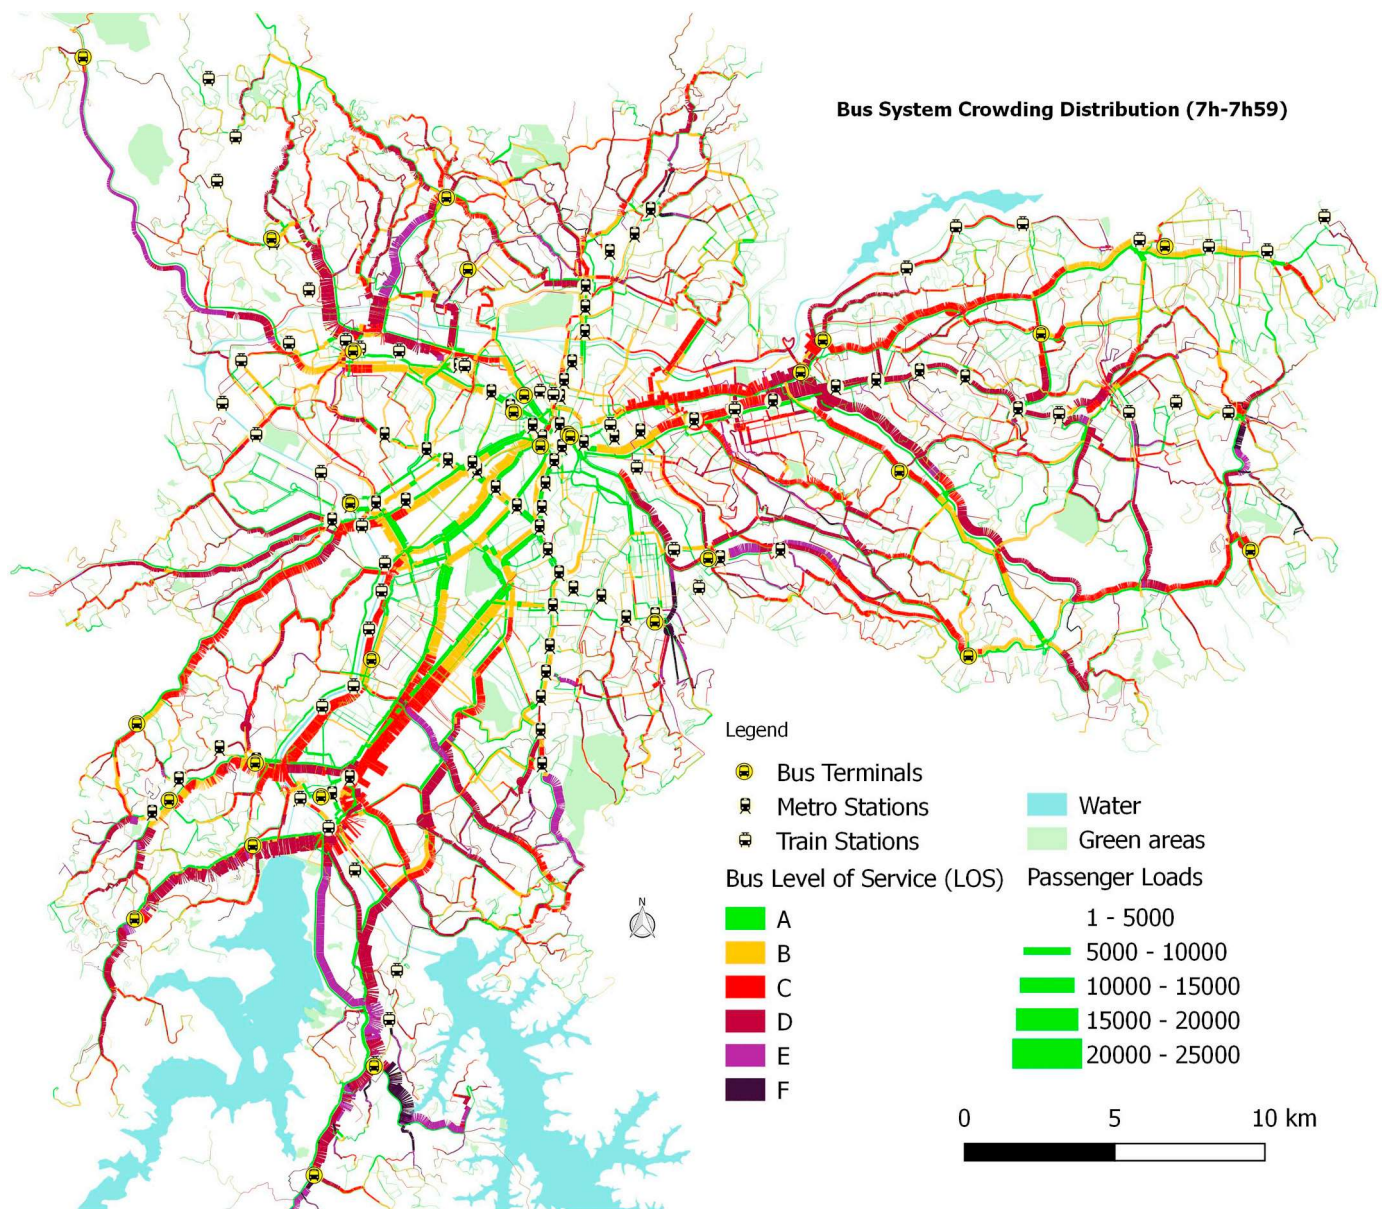 Bus System Crowding Distribution (7h-7h59)
Legend
Bus Terminals
Metro Stations
Train Stations
Water
Green areas
Bus Level of Service (LOS)
Passenger Loads
A
1 - 5000
B
5000 - 10000
C
10000 - 15000
D
15000 - 20000
E
20000 - 25000
F
N
0 5 10 km